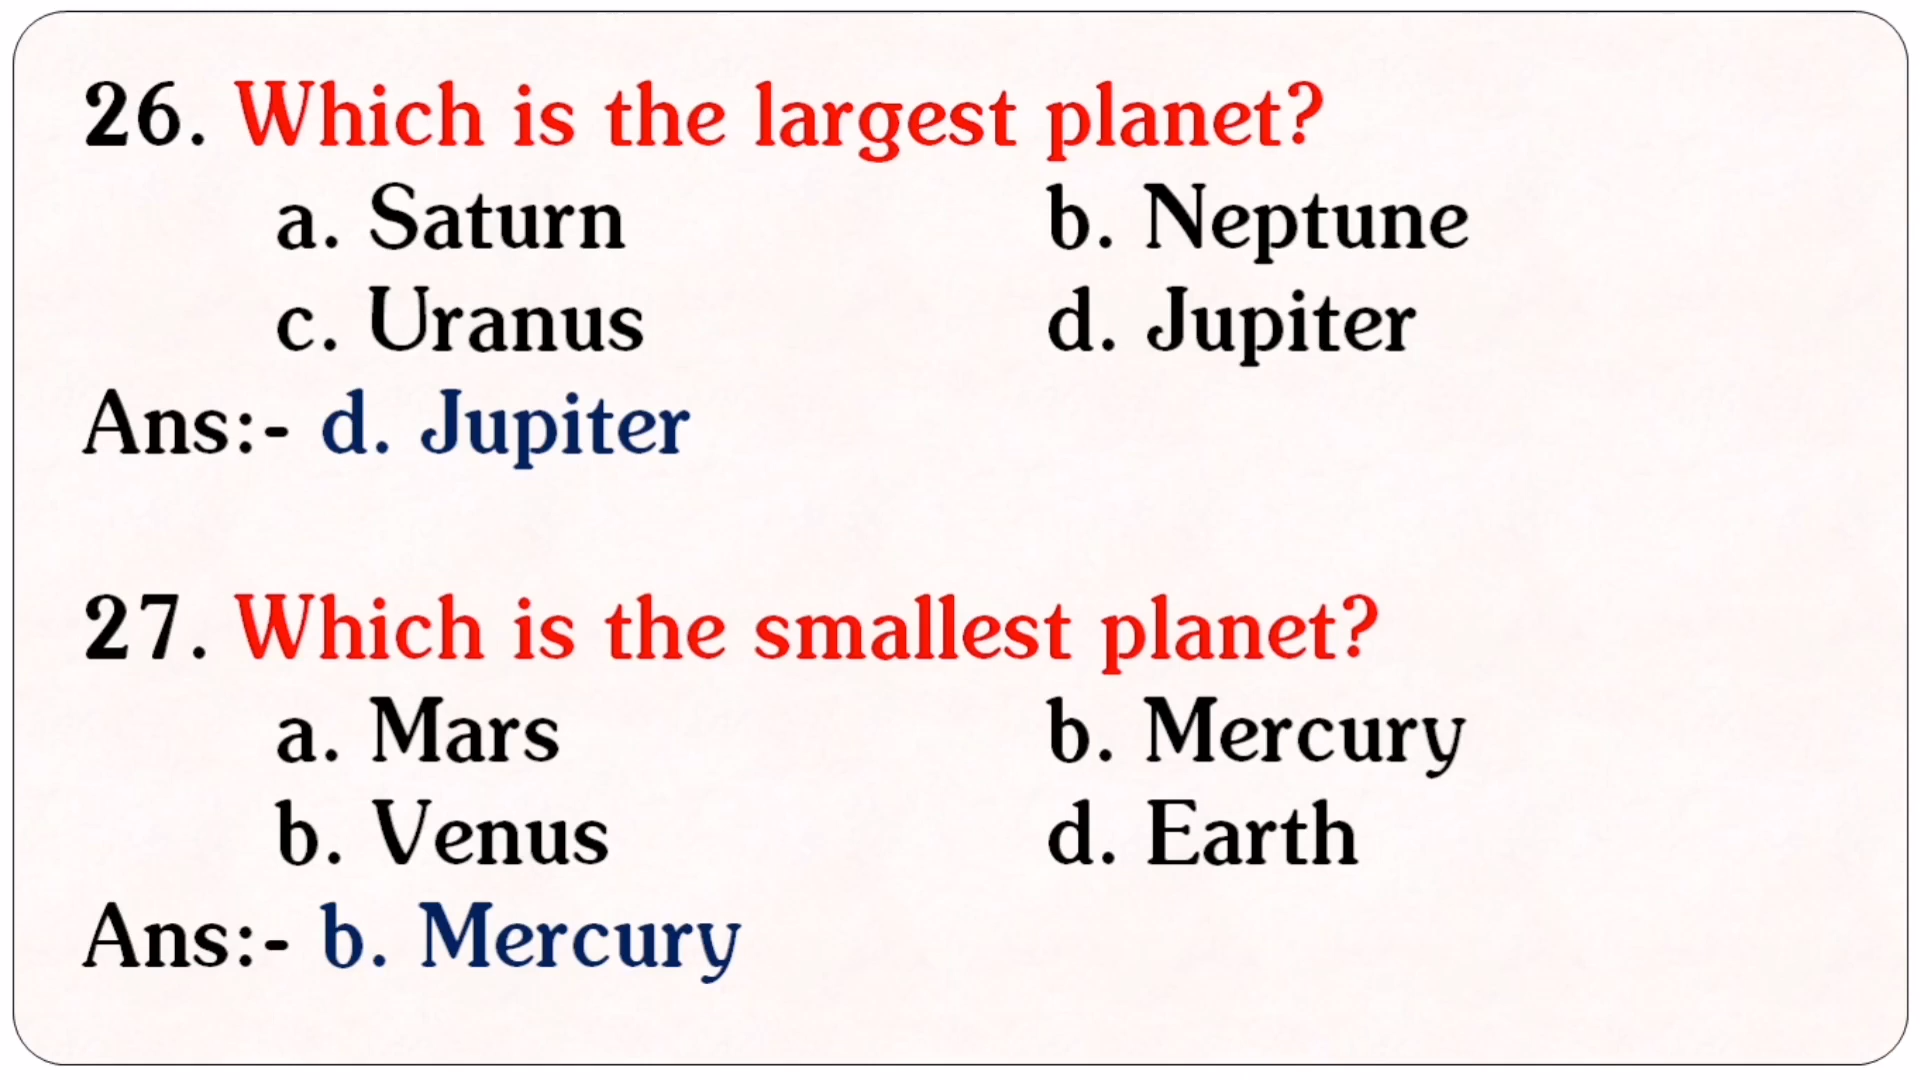 26. Which is the largest planet?
a. Saturn b. Neptune
c. Uranus d. Jupiter
Ans:- d. Jupiter
27. Which is the smallest planet?
a. Mars b. Mercury
b. Venus d. Earth
Ans:- b. Mercury